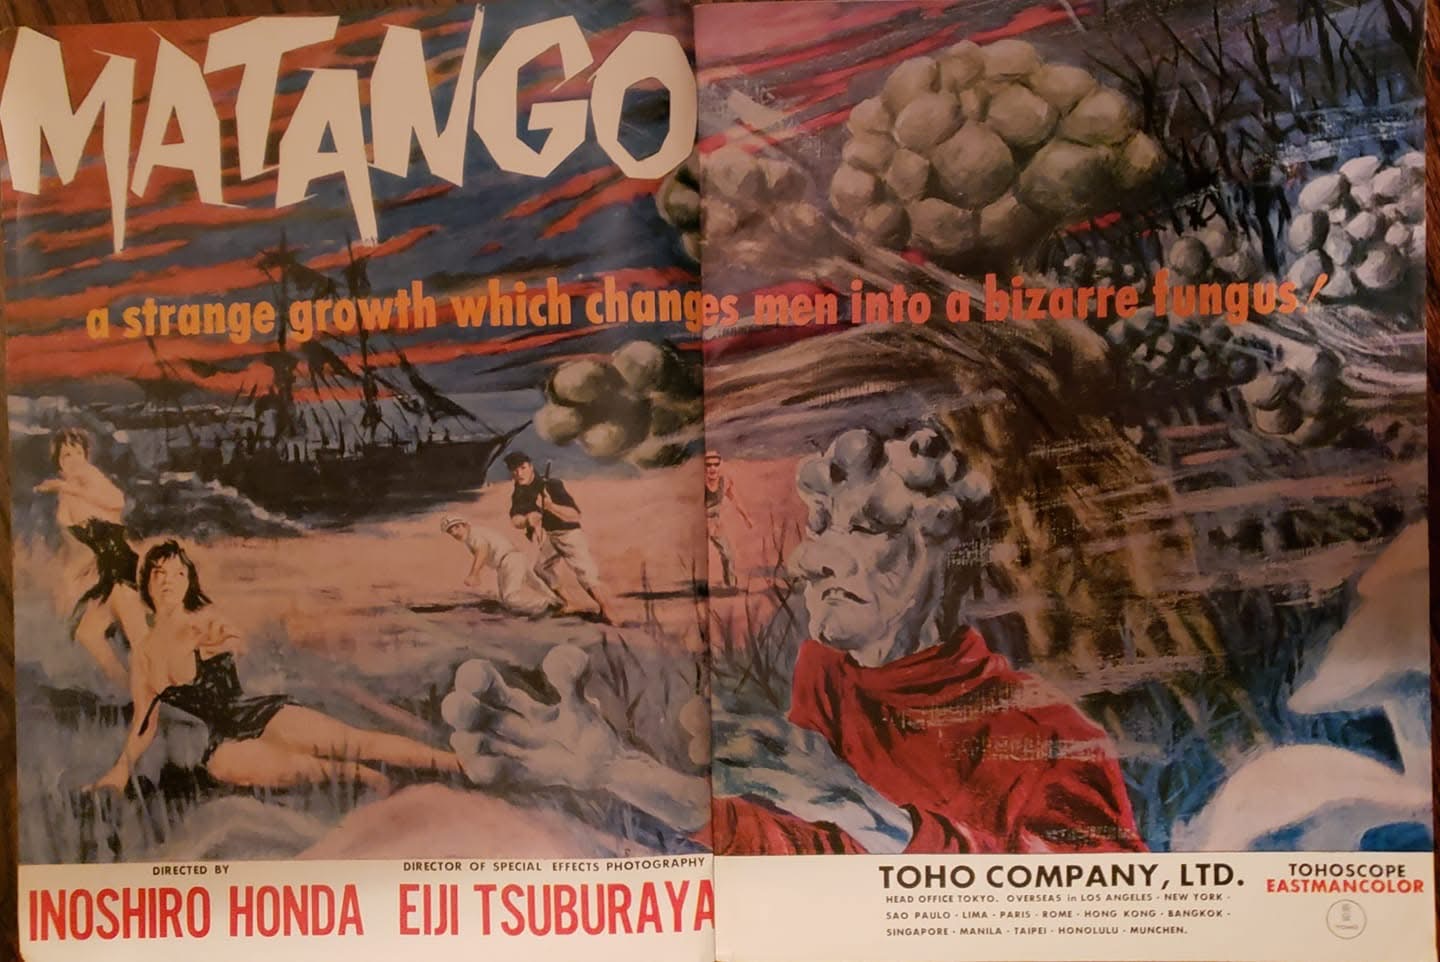 MATANGO
a strange growth which changes men into a bizarre fungus!
DIRECTED BY
INOSHIRO HONDA
DIRECTOR OF SPECIAL EFFECTS PHOTOGRAPHY
EIJI TSUBURAYA
TOHO COMPANY, LTD.
HEAD OFFICE TOKYO. OVERSEAS in LOS ANGELES · NEW YORK ·
SAO PAULO · LIMA · PARIS · ROME · HONG KONG · BANGKOK ·
SINGAPORE · MANILA · TAIPEI · HONOLULU · MUNCHEN.
TOHOSCOPE
EASTMANCOLOR